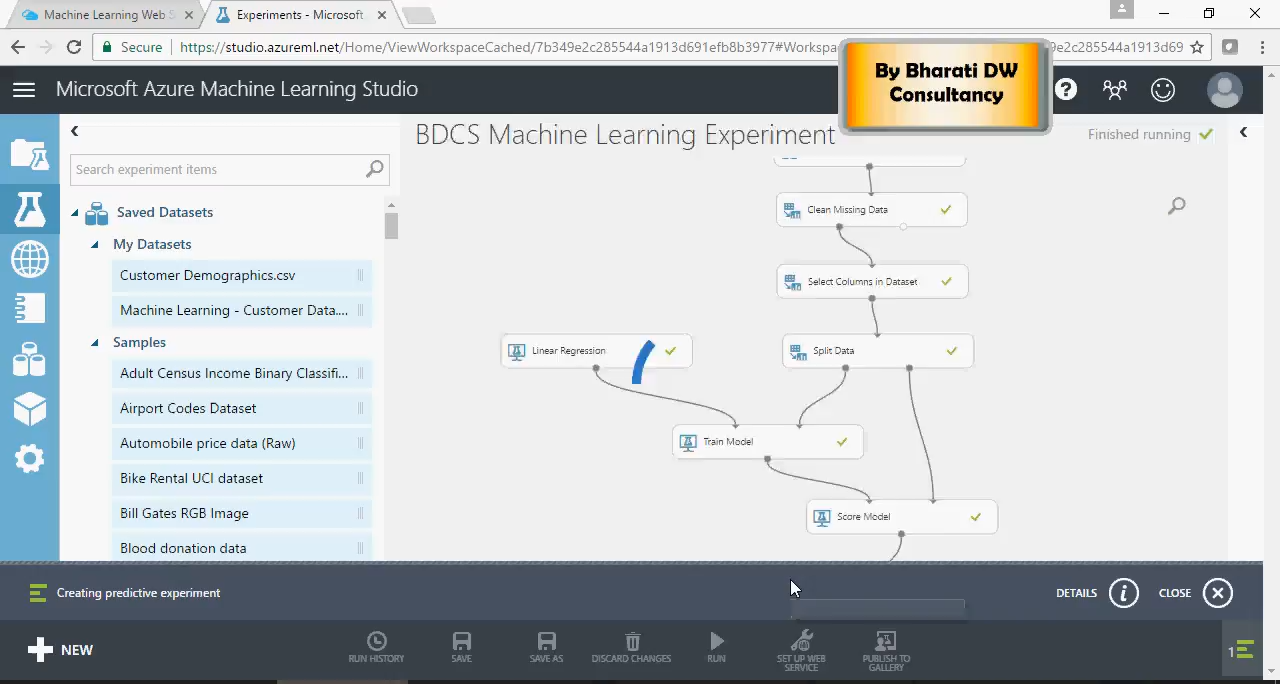 Machine Learning Web S
Experiments - Microsoft
Secure
https://studio.azureml.net/Home/ViewWorkspaceCached/7b349e2c285544a1913d691efb8b3977#Workspa
9e2c285544a1913d69
By Bharati DW
Consultancy
Microsoft Azure Machine Learning Studio
BDCS Machine Learning Experiment
Finished running
Search experiment items
Saved Datasets
My Datasets
Customer Demographics.csv
Machine Learning - Customer Data....
Samples
Adult Census Income Binary Classifi...
Airport Codes Dataset
Automobile price data (Raw)
Bike Rental UCI dataset
Bill Gates RGB Image
Blood donation data
Clean Missing Data
Select Columns in Dataset
Linear Regression
Split Data
Train Model
Score Model
Creating predictive experiment
DETAILS
CLOSE
NEW
RUN HISTORY
SAVE
SAVE AS
DISCARD CHANGES
RUN
SET UP WEB
SERVICE
PUBLISH TO
GALLERY
1